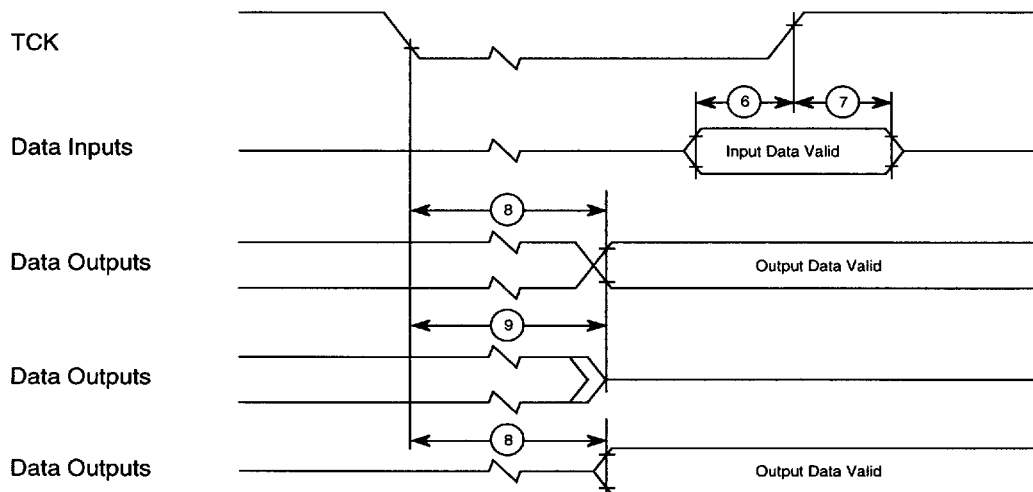 TCK
6
7
Data Inputs
Input Data Valid
8
Data Outputs
Output Data Valid
9
Data Outputs
8
Data Outputs
Output Data Valid